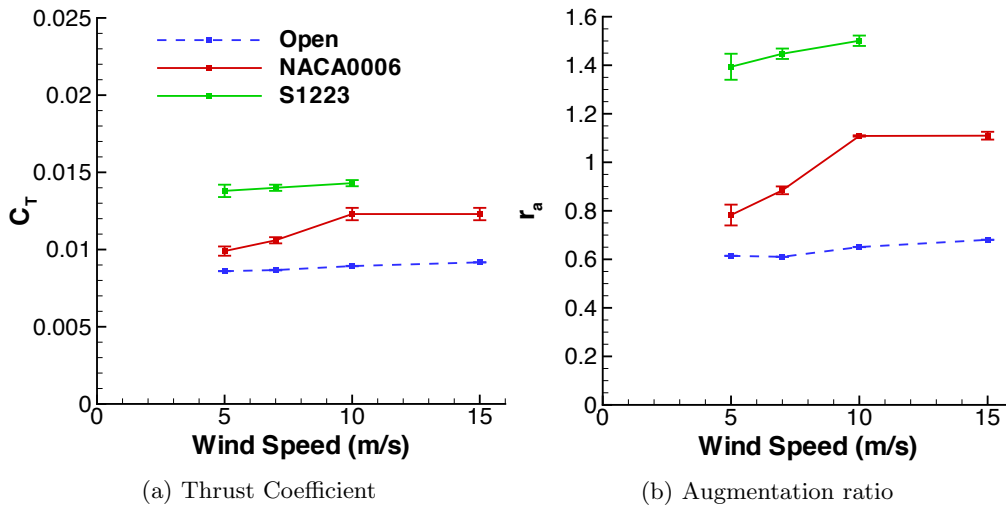 0.025
0.02
0.015
0.01
0.005
0
C_T
Open
NACA0006
S1223
0 5 10 15
Wind Speed (m/s)
(a) Thrust Coefficient
1.6
1.4
1.2
1
0.8
0.6
0.4
0.2
0
r_a
0 5 10 15
Wind Speed (m/s)
(b) Augmentation ratio